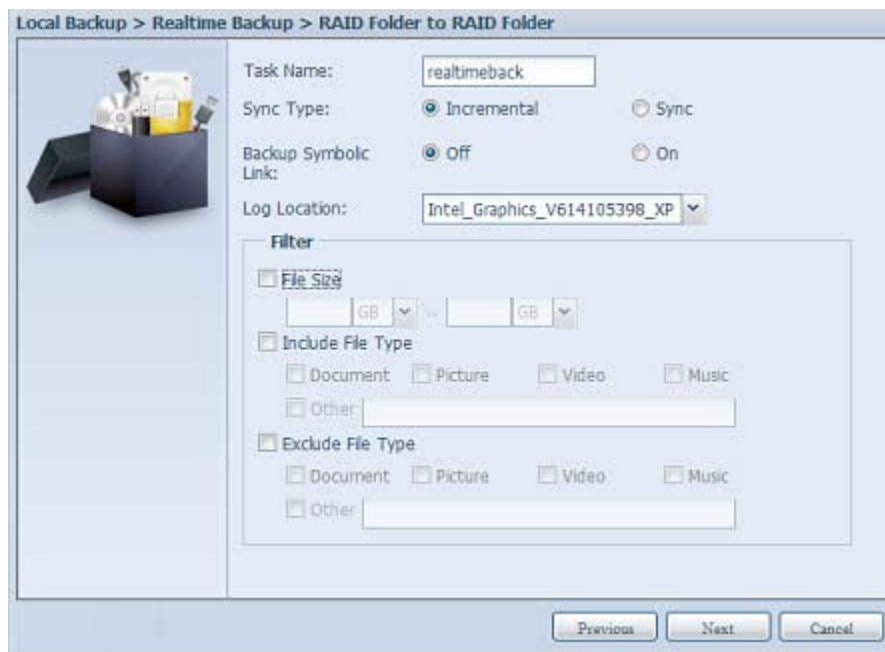 Local Backup > Realtime Backup > RAID Folder to RAID Folder
Task Name: realtimeback
Sync Type: Incremental Sync
Backup Symbolic Link: Off On
Log Location: Intel_Graphics_V614105398_XP
Filter
File Size
GB -- GB
Include File Type
Document Picture Video Music
Other
Exclude File Type
Document Picture Video Music
Other
Previous Next Cancel